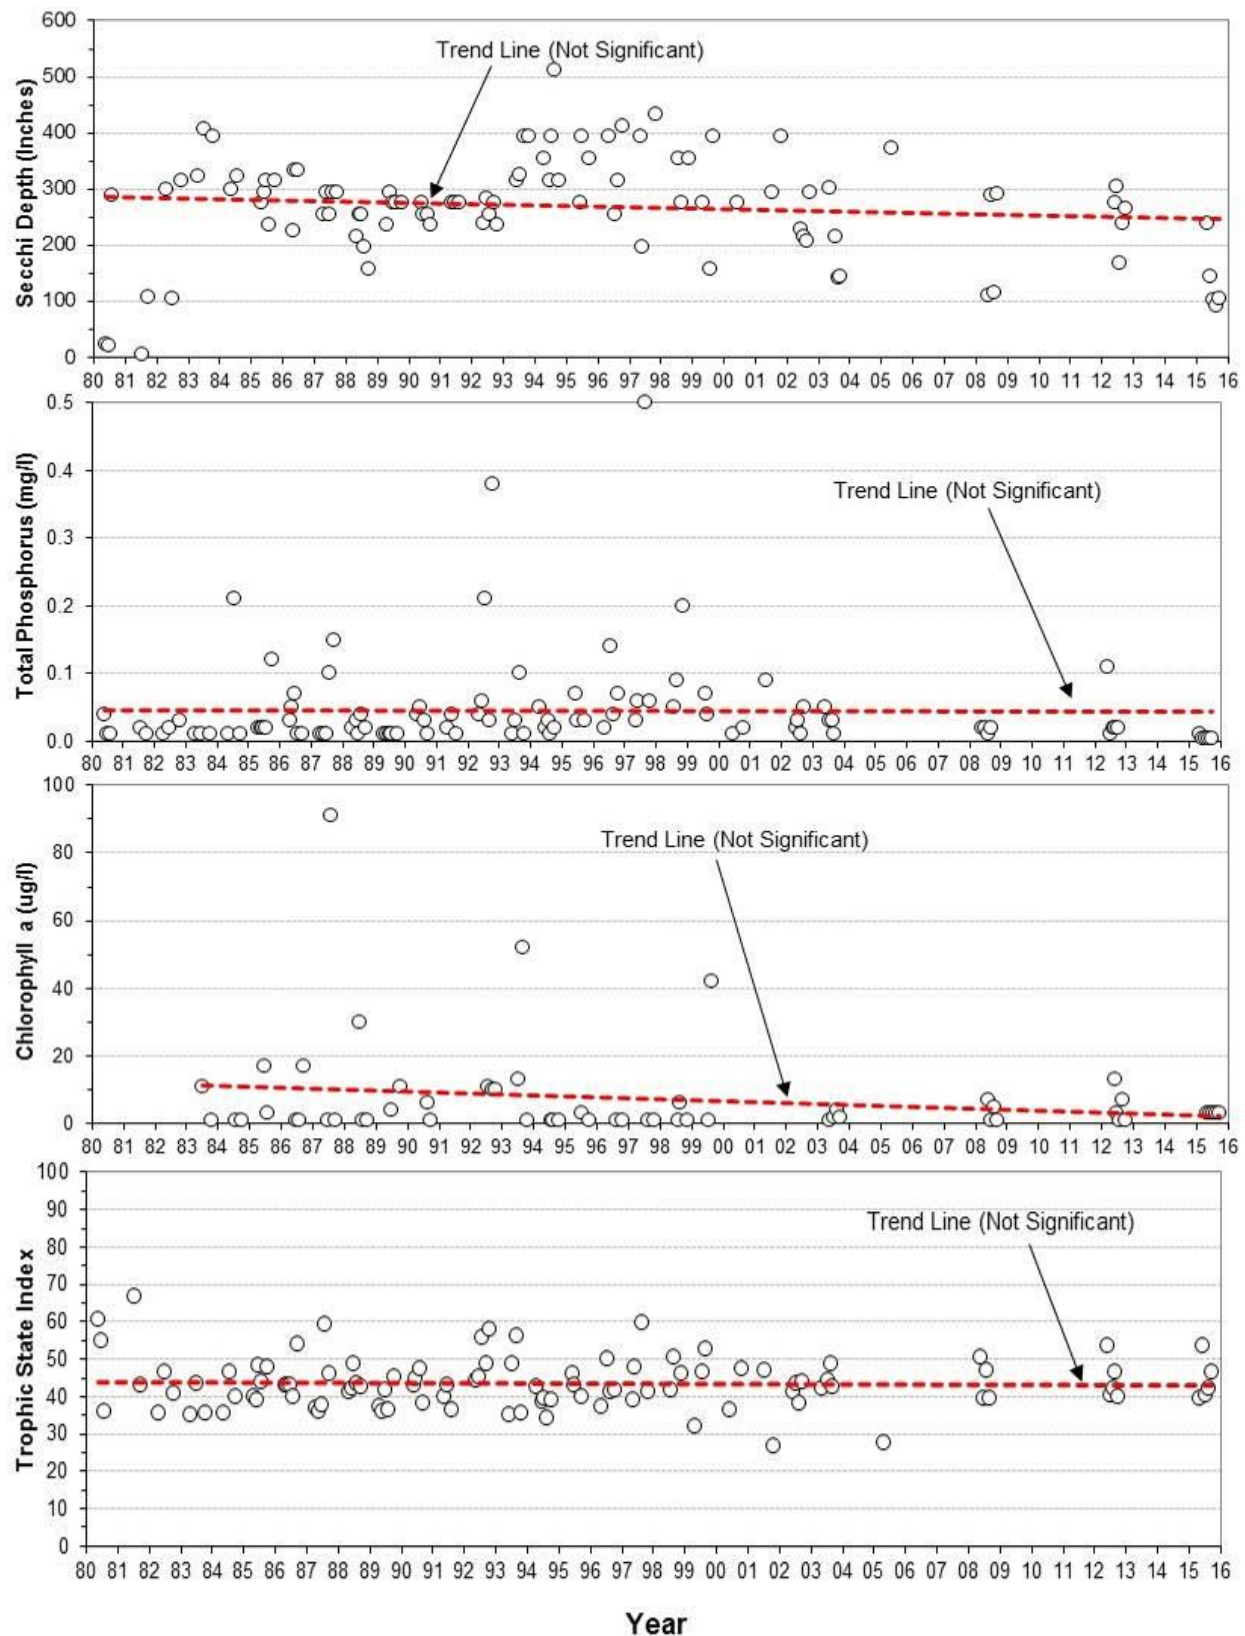 600
Trend Line (Not Significant)
500
400
300
200
100
0
Secchi Depth (Inches)
80 81 82 83 84 85 86 87 88 89 90 91 92 93 94 95 96 97 98 99 00 01 02 03 04 05 06 07 08 09 10 11 12 13 14 15 16
0.5
0.4
Trend Line (Not Significant)
0.3
0.2
0.1
0.0
Total Phosphorus (mg/l)
80 81 82 83 84 85 86 87 88 89 90 91 92 93 94 95 96 97 98 99 00 01 02 03 04 05 06 07 08 09 10 11 12 13 14 15 16
100
Trend Line (Not Significant)
80
60
40
20
0
Chlorophyll a (ug/l)
80 81 82 83 84 85 86 87 88 89 90 91 92 93 94 95 96 97 98 99 00 01 02 03 04 05 06 07 08 09 10 11 12 13 14 15 16
100
90
Trend Line (Not Significant)
80
70
60
50
40
30
20
10
0
Trophic State Index
80 81 82 83 84 85 86 87 88 89 90 91 92 93 94 95 96 97 98 99 00 01 02 03 04 05 06 07 08 09 10 11 12 13 14 15 16
Year